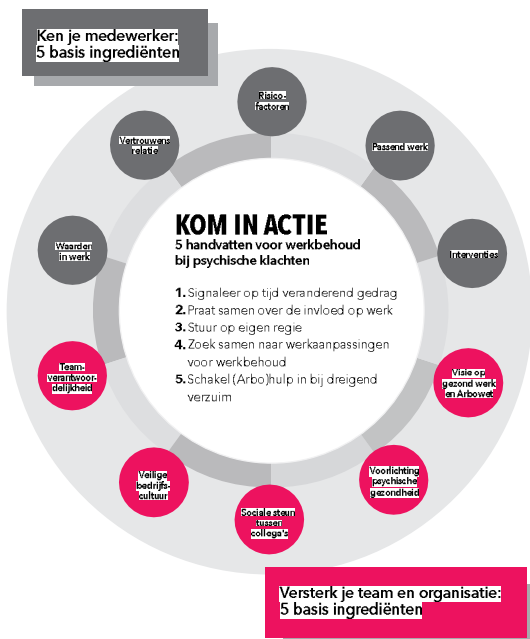 Ken je medewerker:
5 basis ingrediënten
Risico-
factoren
Vertrouwens
relatie
Passend werk
Waarden
in werk
Interventies
KOM IN ACTIE
5 handvatten voor werkbehoud
bij psychische klachten
1. Signaleer op tijd veranderend gedrag
2. Praat samen over de invloed op werk
3. Stuur op eigen regie
4. Zoek samen naar werkaanpassingen
voor werkbehoud
5. Schakel (Arbo)hulp in bij dreigend
verzuim
Team-
verantwoor-
delijkheid
Visie op
gezond werk
en Arbowet
Veilige
bedrijfs-
cultuur
Voorlichting
psychische
gezondheid
Sociale steun
tusser
collega's
Versterk je team en organisatie:
5 basis ingrediënten